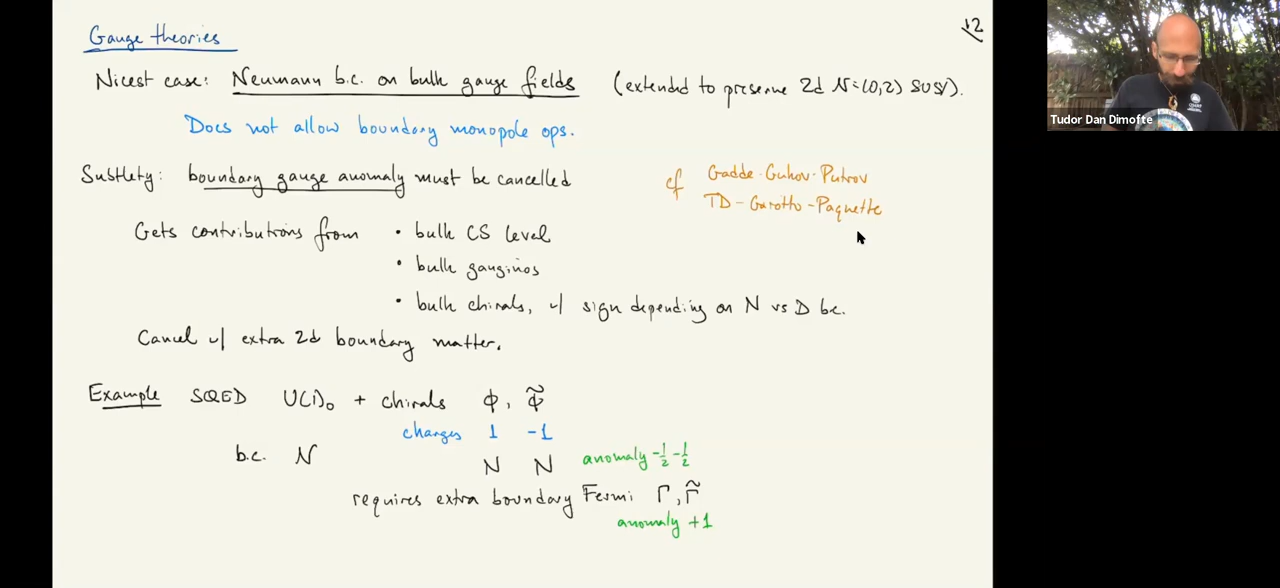 Gauge theories
12
Nicest case: Neumann b.c. on bulk gauge fields (extended to preserve 2d N=(0,2) SUSY).
Does not allow boundary monopole ops.
Tudor Dan Dimofte
Subtlety: boundary gauge anomaly must be cancelled
cf Gadde-Gukov-Putrov
TD-Gaiotto-Paquette
Gets contributions from • bulk CS level
• bulk gauginos
• bulk chirals, w/ sign depending on N vs D b.c.
Cancel w/ extra 2d boundary matter.
Example SQED U(1)₀ + chirals Φ, Φ̃
charges 1 -1
b.c. N N N anomaly -½ -½
requires extra boundary Fermi Γ, Γ̃
anomaly +1